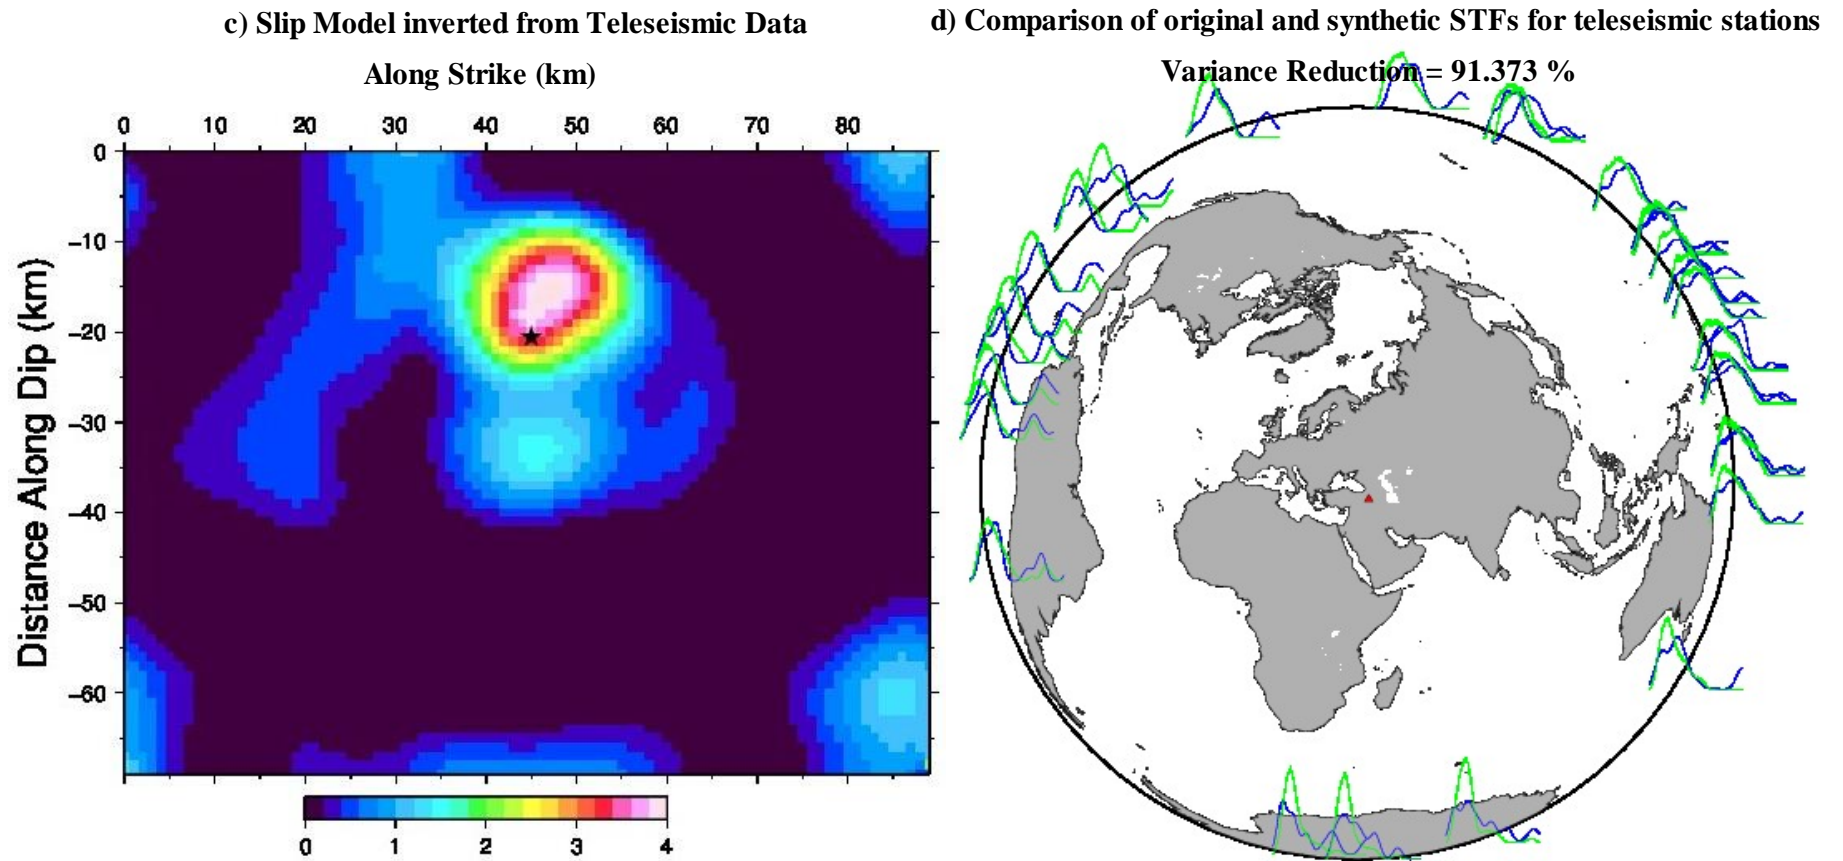 c) Slip Model inverted from Teleseismic Data
Along Strike (km)
0 10 20 30 40 50 60 70 80
0
−10
−20
−30
−40
−50
−60
Distance Along Dip (km)
0 1 2 3 4
d) Comparison of original and synthetic STFs for teleseismic stations
Variance Reduction = 91.373 %